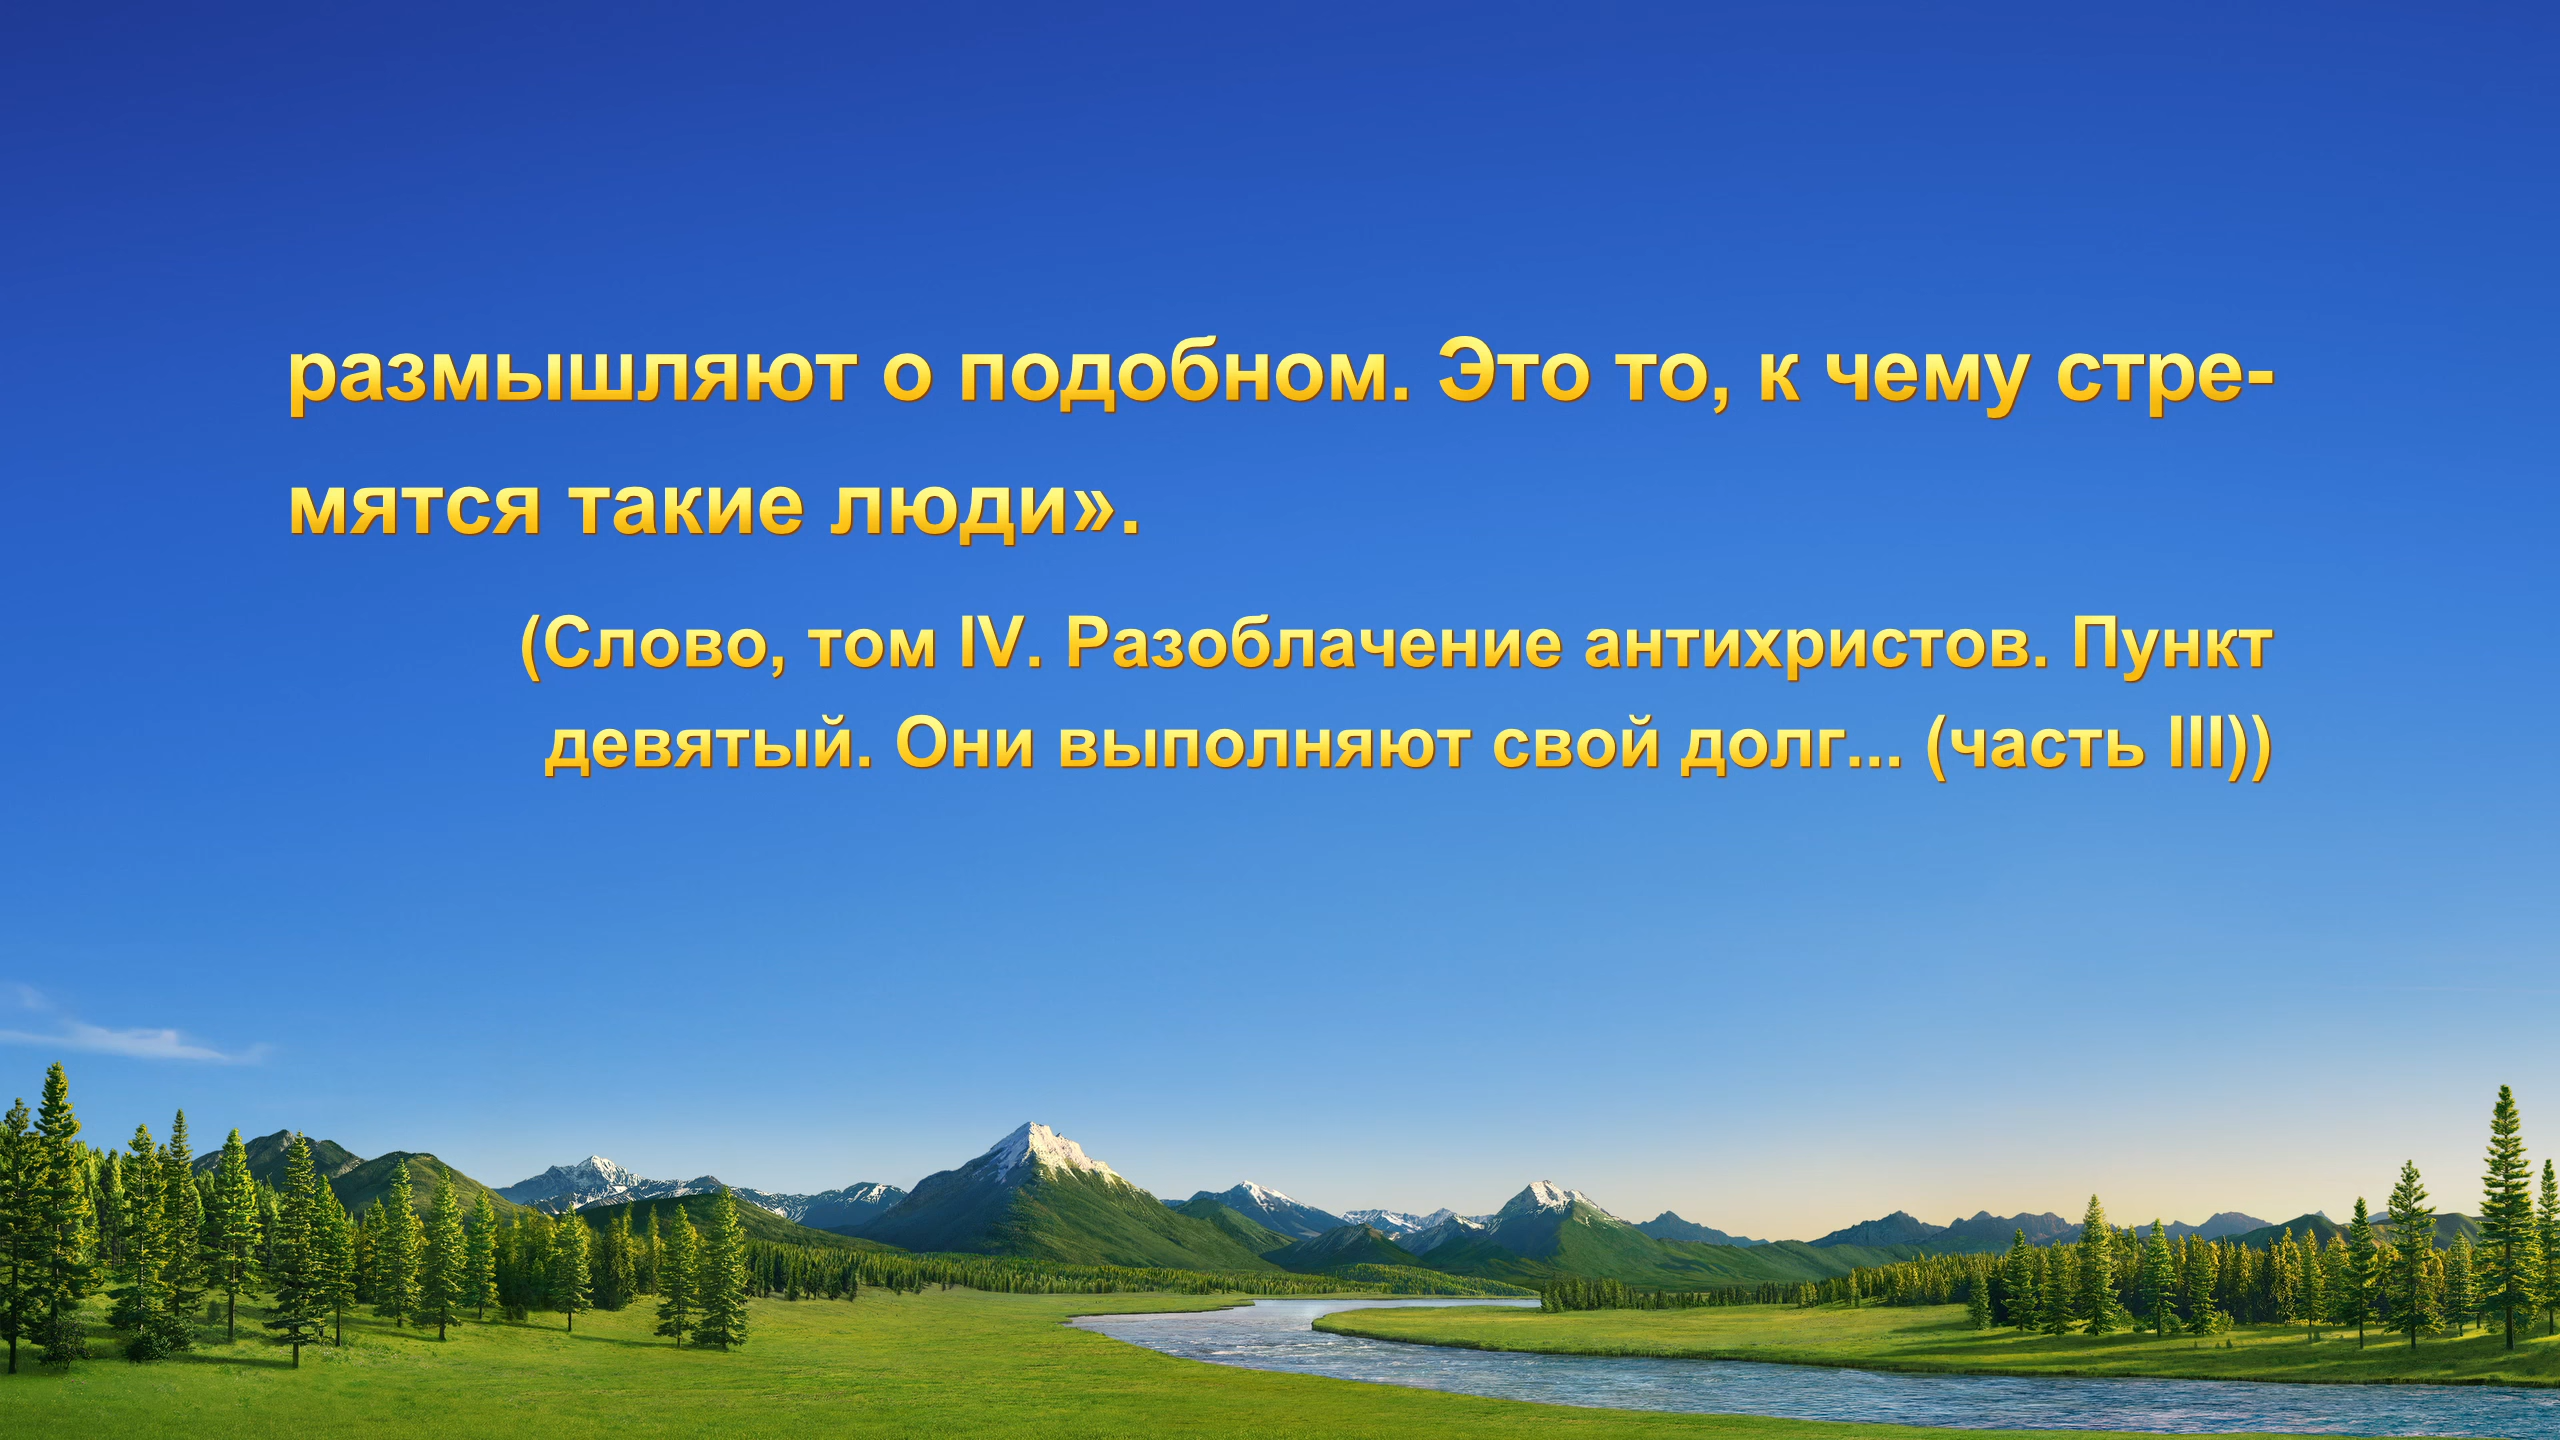 размышляют о подобном. Это то, к чему стре-
мятся такие люди».
(Слово, том IV. Разоблачение антихристов. Пункт
девятый. Они выполняют свой долг... (часть III))